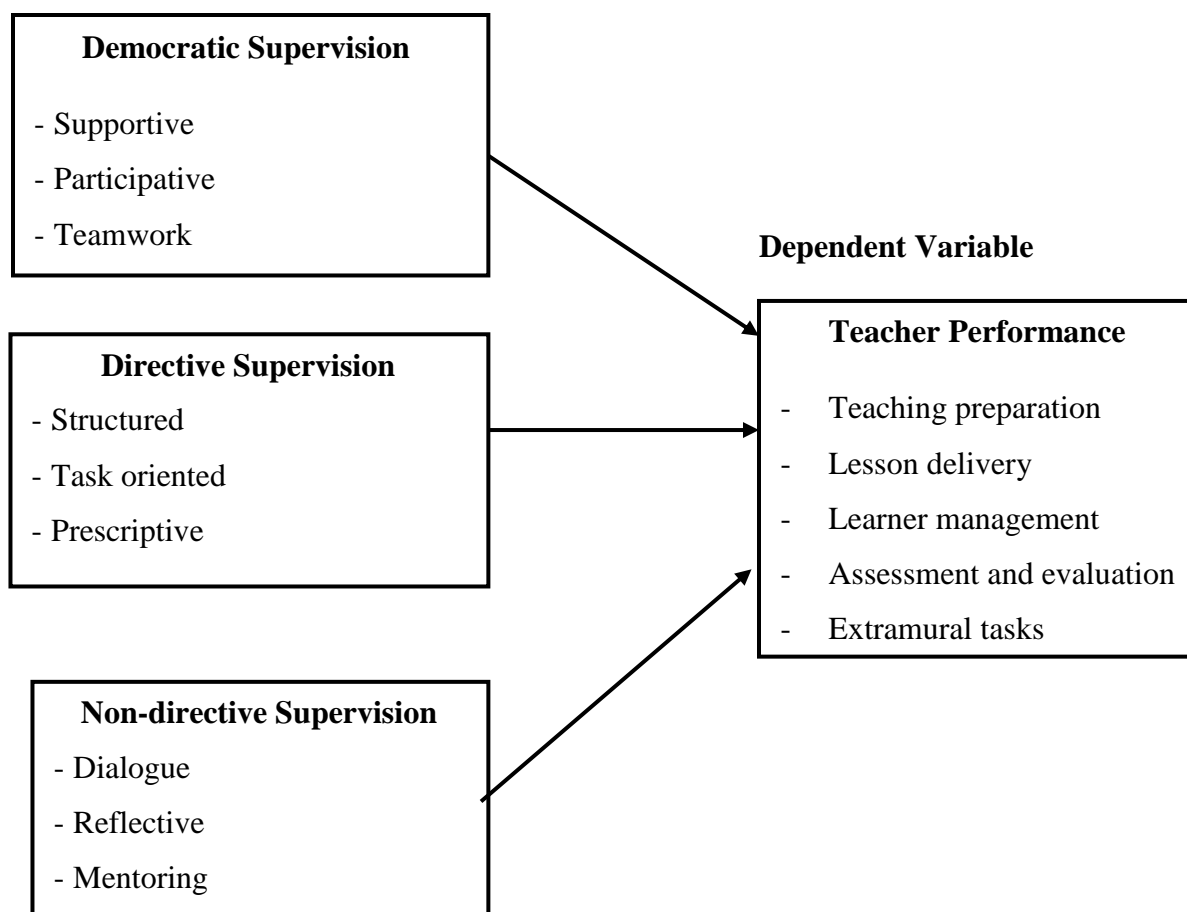 Democratic Supervision
- Supportive
- Participative
- Teamwork
Directive Supervision
- Structured
- Task oriented
- Prescriptive
Non-directive Supervision
- Dialogue
- Reflective
- Mentoring
Dependent Variable
Teacher Performance
- Teaching preparation
- Lesson delivery
- Learner management
- Assessment and evaluation
- Extramural tasks